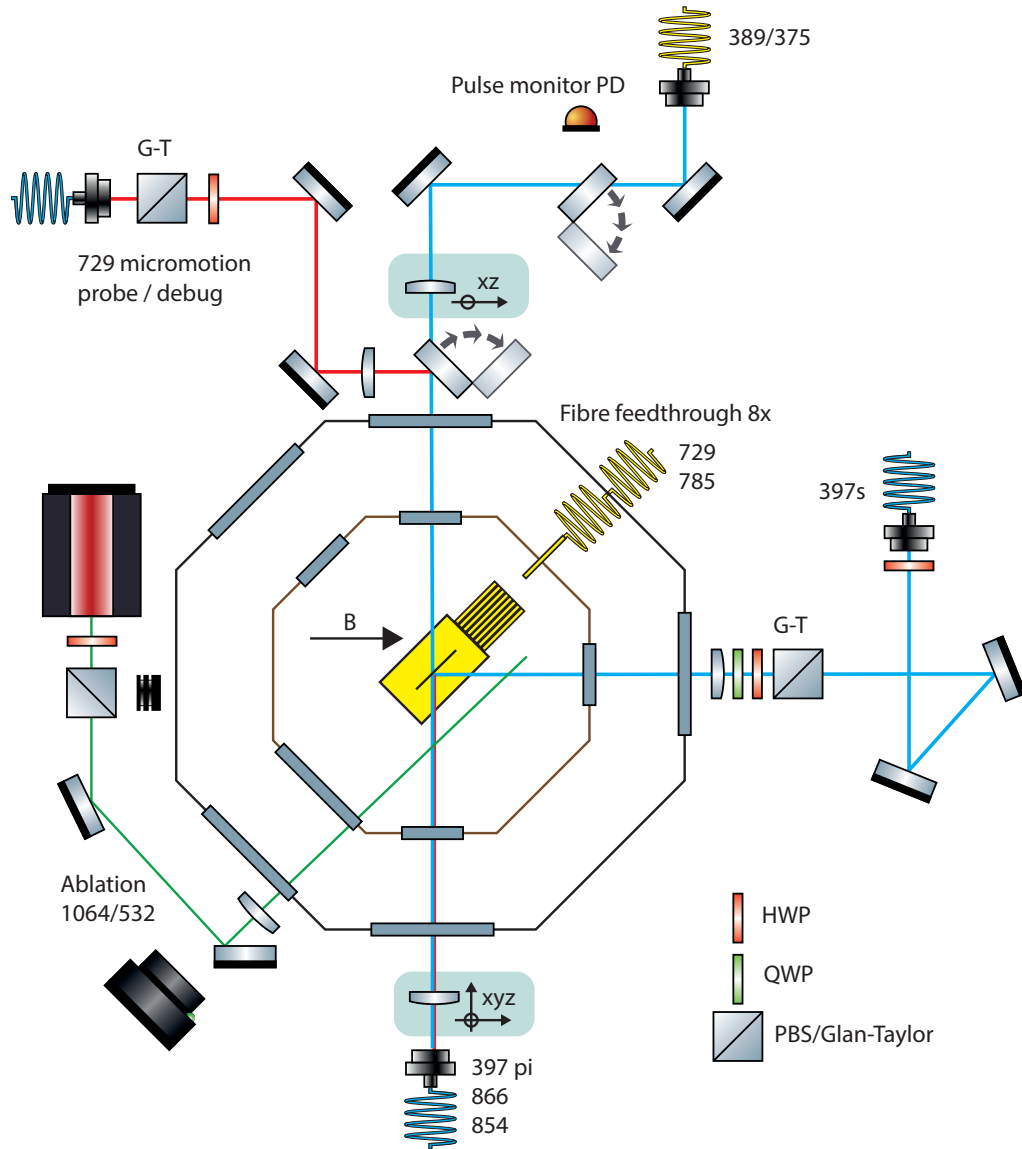 389/375
Pulse monitor PD
G-T
729 micromotion
probe / debug
xz
Fibre feedthrough 8x
729
785
397s
B
G-T
Ablation
1064/532
HWP
QWP
PBS/Glan-Taylor
xyz
397 pi
866
854